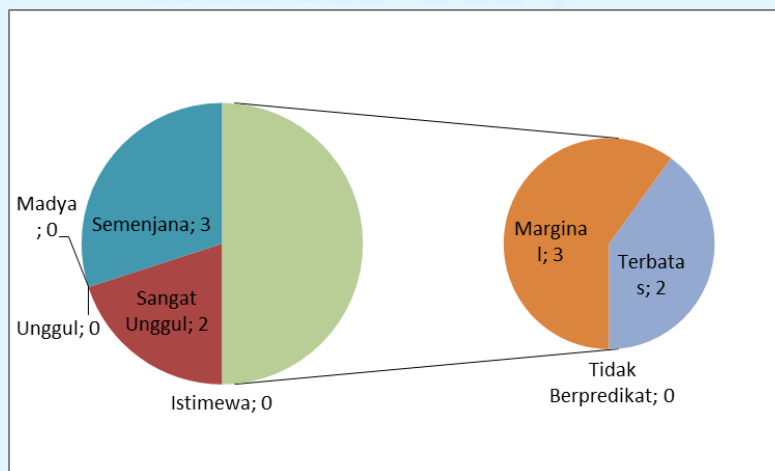 Madya
; 0
Semenjana; 3
Unggul; 0
Sangat
Unggul; 2
Istimewa; 0
Margina
l; 3
Terbata
s; 2
Tidak
Berpredikat; 0